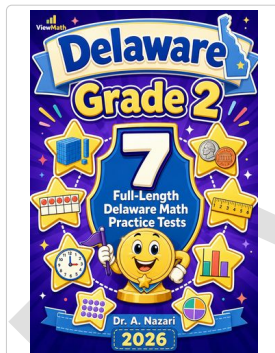 ViewMath
Delaware
Grade 2
7
Full-Length
Delaware Math
Practice Tests
Dr. A. Nazari
2026